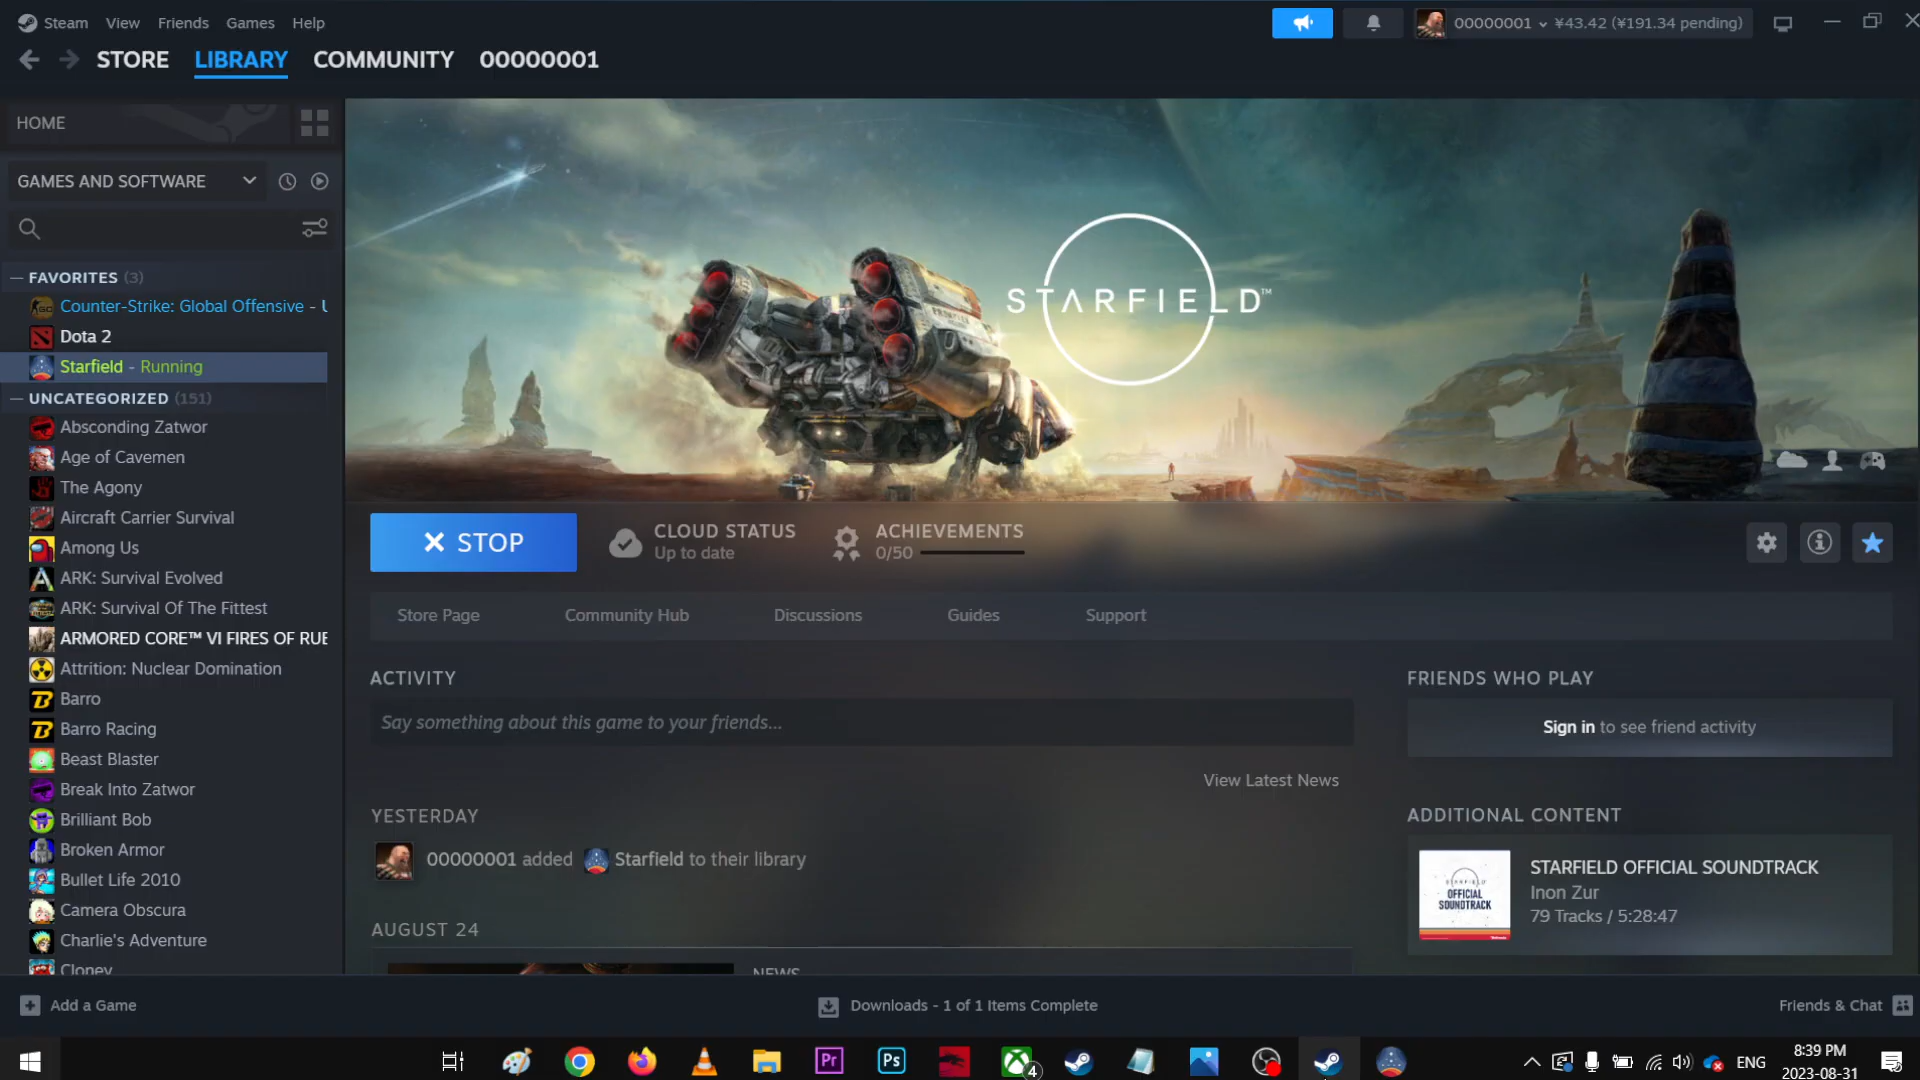 Steam View Friends Games Help
00000001 ¥43.42 (¥191.34 pending)
STORE LIBRARY COMMUNITY 00000001
HOME
GAMES AND SOFTWARE
FAVORITES (3)
Counter-Strike: Global Offensive - U
Dota 2
Starfield - Running
UNCATEGORIZED (151)
Absconding Zatwor
Age of Cavemen
The Agony
Aircraft Carrier Survival
Among Us
ARK: Survival Evolved
ARK: Survival Of The Fittest
ARMORED CORE™ VI FIRES OF RUB
Attrition: Nuclear Domination
Barro
Barro Racing
Beast Blaster
Break Into Zatwor
Brilliant Bob
Broken Armor
Bullet Life 2010
Camera Obscura
Charlie's Adventure
Cloney
STARFIELD™
STOP
CLOUD STATUS
Up to date
ACHIEVEMENTS
0/50
Store Page Community Hub Discussions Guides Support
ACTIVITY
Say something about this game to your friends...
View Latest News
YESTERDAY
00000001 added Starfield to their library
AUGUST 24
NEWS
FRIENDS WHO PLAY
Sign in to see friend activity
ADDITIONAL CONTENT
STARFIELD
OFFICIAL
SOUNDTRACK
STARFIELD OFFICIAL SOUNDTRACK
Inon Zur
79 Tracks / 5:28:47
Add a Game
Downloads - 1 of 1 Items Complete
Friends & Chat
Pr
Ps
4
ENG
8:39 PM
2023-08-31